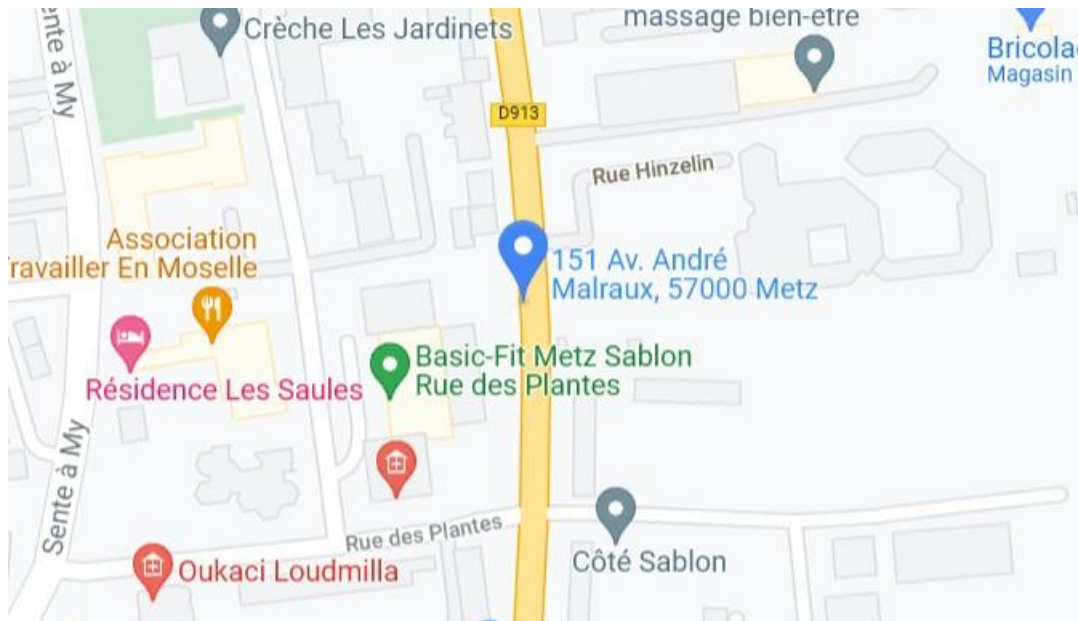 massage bien-etre
Crèche Les Jardinets
Bricola
Magasin
Sente à My
D913
Rue Hinzelin
Association
Travailler En Moselle
151 Av. André
Malraux, 57000 Metz
Basic-Fit Metz Sablon
Rue des Plantes
Résidence Les Saules
Sente à My
Rue des Plantes
Côté Sablon
Oukaci Loudmilla